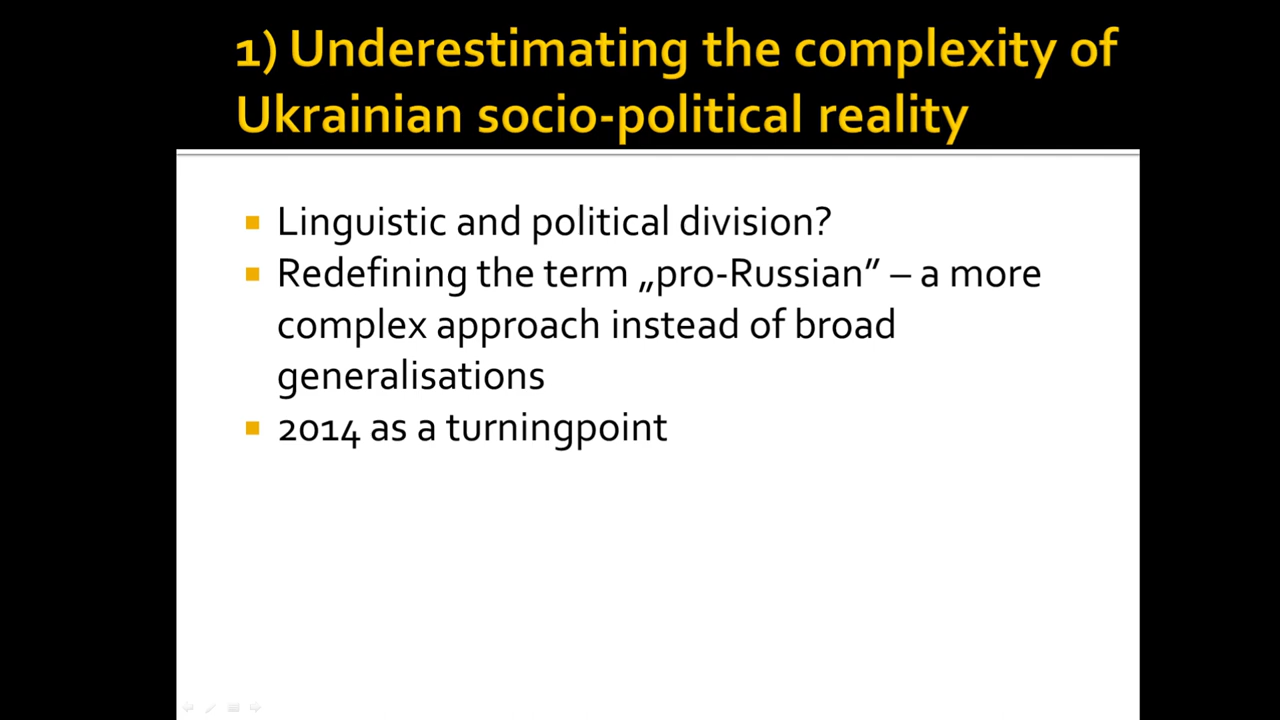 1) Underestimating the complexity of
Ukrainian socio-political reality
Linguistic and political division?
Redefining the term „pro-Russian” – a more
complex approach instead of broad
generalisations
2014 as a turningpoint